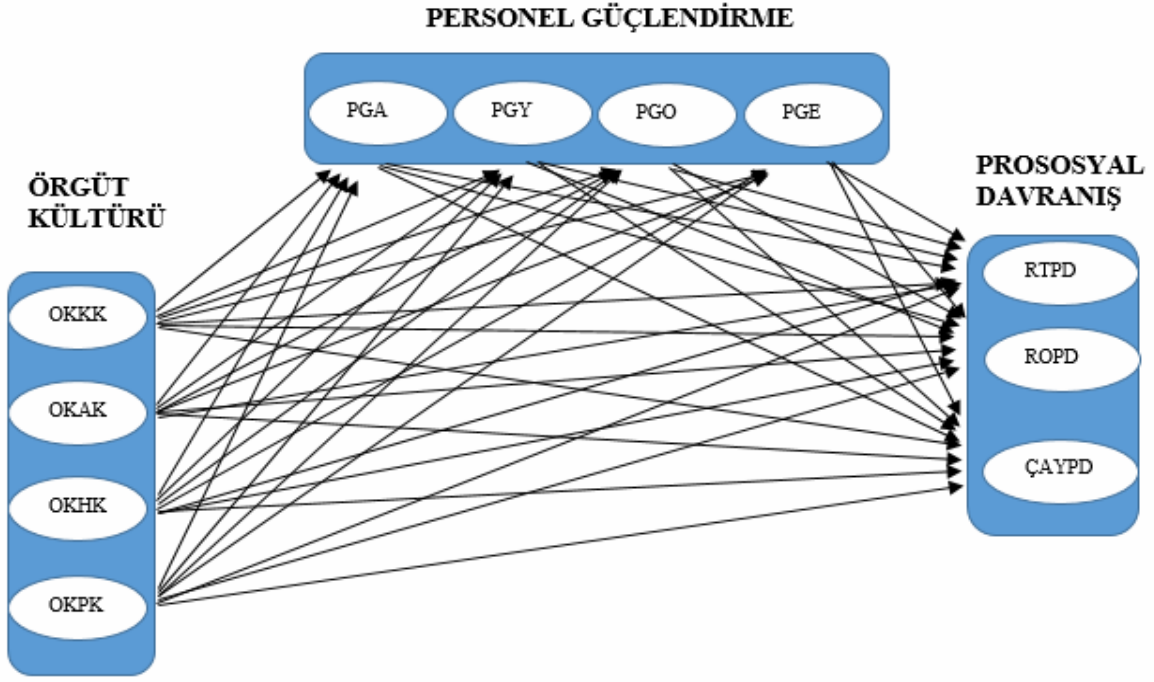 PERSONEL GÜÇLENDİRME
PGA
PGY
PGO
PGE
ÖRGÜT
KÜLTÜRÜ
OKKK
OKAK
OKHK
OKPK
PROSOSYAL
DAVRANIŞ
RTPD
ROPD
ÇAYPD